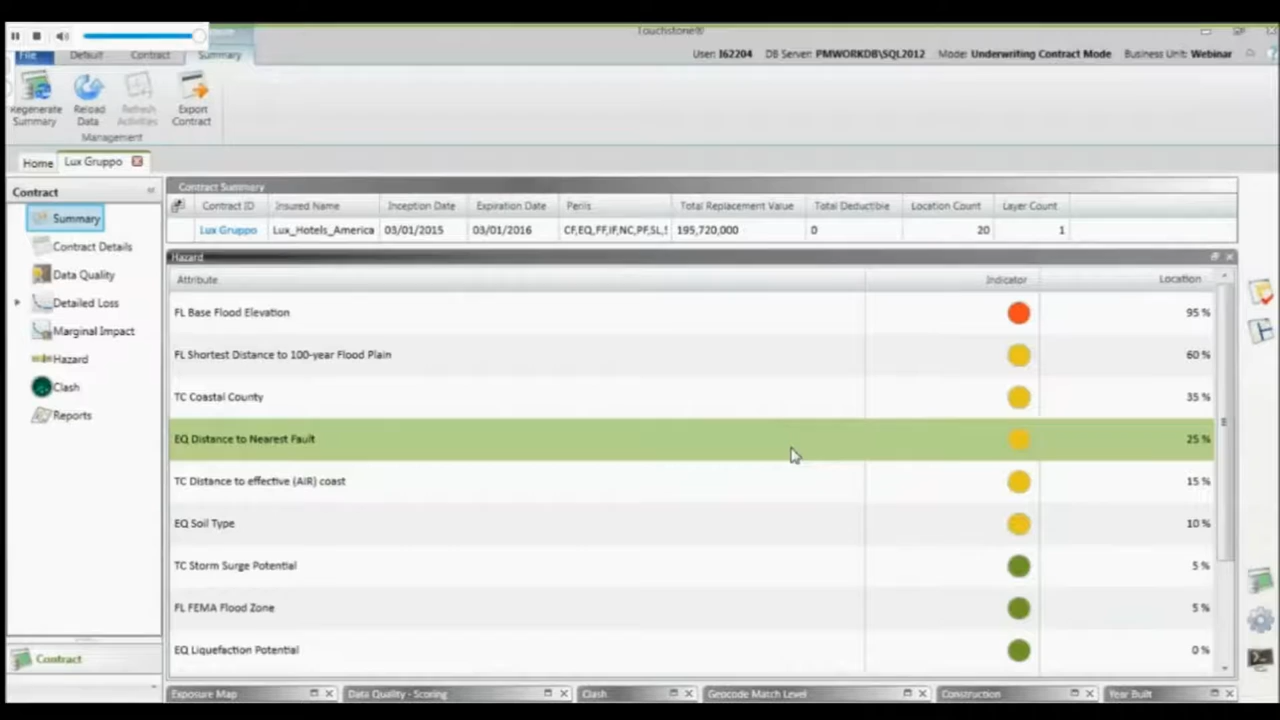 Touchstone®
File Default Contract Summary
User: I62204 DB Server: PMWORKDB\SQL2012 Mode: Underwriting Contract Mode Business Unit: Webinar
Regenerate Summary
Reload Data
Refresh Activities
Export Contract
Management
Home Lux Gruppo
Contract
Summary
Contract Details
Data Quality
Detailed Loss
Marginal Impact
Hazard
Clash
Reports
Contract
Contract Summary
Contract ID Insured Name Inception Date Expiration Date Perils Total Replacement Value Total Deductible Location Count Layer Count
Lux Gruppo Lux_Hotels_America 03/01/2015 03/01/2016 CF,EQ,FF,IF,NC,PF,SL, 195,720,000 0 20 1
Hazard
Attribute Indicator Location
FL Base Flood Elevation 95 %
FL Shortest Distance to 100-year Flood Plain 60 %
TC Coastal County 35 %
EQ Distance to Nearest Fault 25 %
TC Distance to effective (AIR) coast 15 %
EQ Soil Type 10 %
TC Storm Surge Potential 5 %
FL FEMA Flood Zone 5 %
EQ Liquefaction Potential 0 %
Exposure Map Data Quality - Scoring Clash Geocode Match Level Construction Year Built